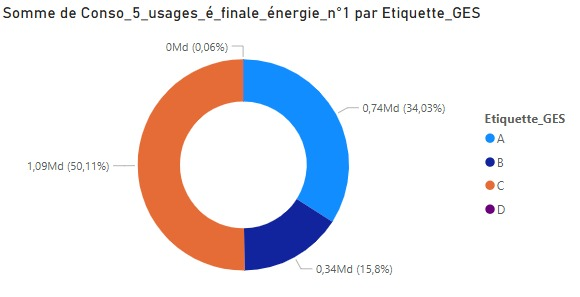 Somme de Conso_5_usages_é_finale_énergie_n°1 par Etiquette_GES
0Md (0,06%)
0,74Md (34,03%)
Etiquette_GES
A
B
1,09Md (50,11%)
C
D
0,34Md (15,8%)